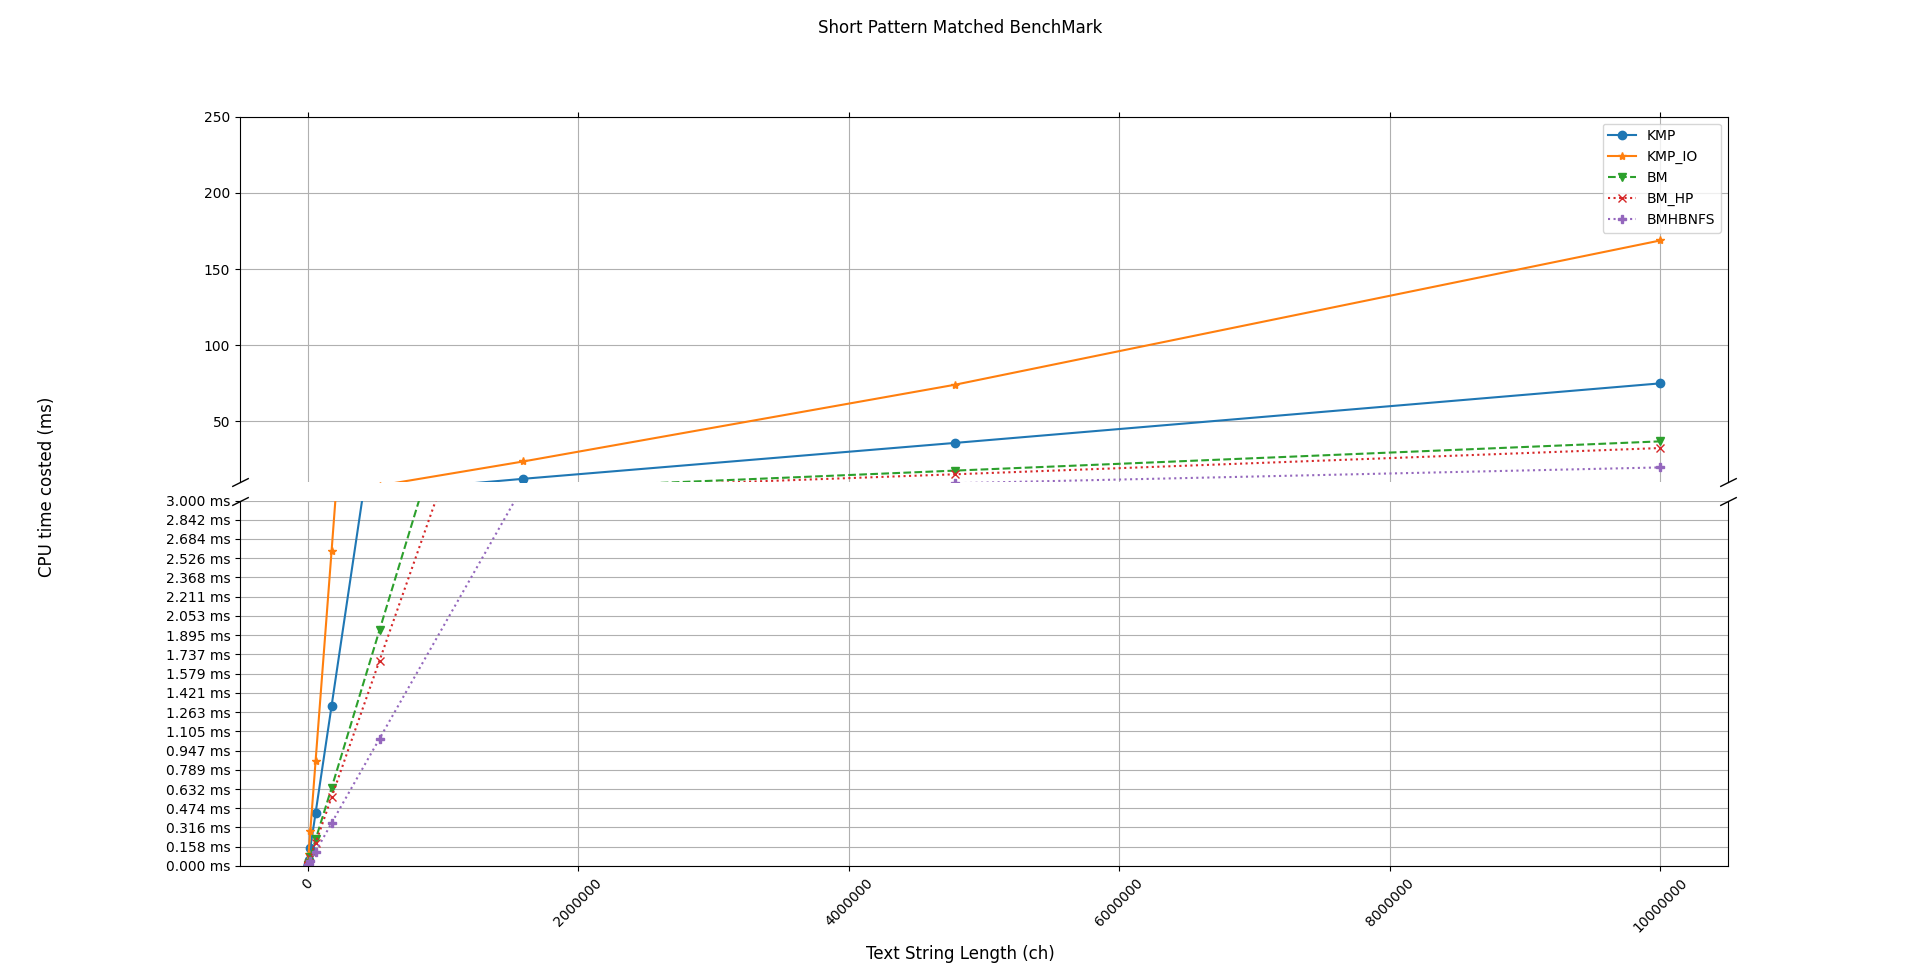 Short Pattern Matched BenchMark
250
200
150
100
50
KMP
KMP_IO
BM
BM_HP
BMHBNFS
CPU time costed (ms)
3.000 ms
2.842 ms
2.684 ms
2.526 ms
2.368 ms
2.211 ms
2.053 ms
1.895 ms
1.737 ms
1.579 ms
1.421 ms
1.263 ms
1.105 ms
0.947 ms
0.789 ms
0.632 ms
0.474 ms
0.316 ms
0.158 ms
0.000 ms
0
2000000
4000000
6000000
8000000
10000000
Text String Length (ch)